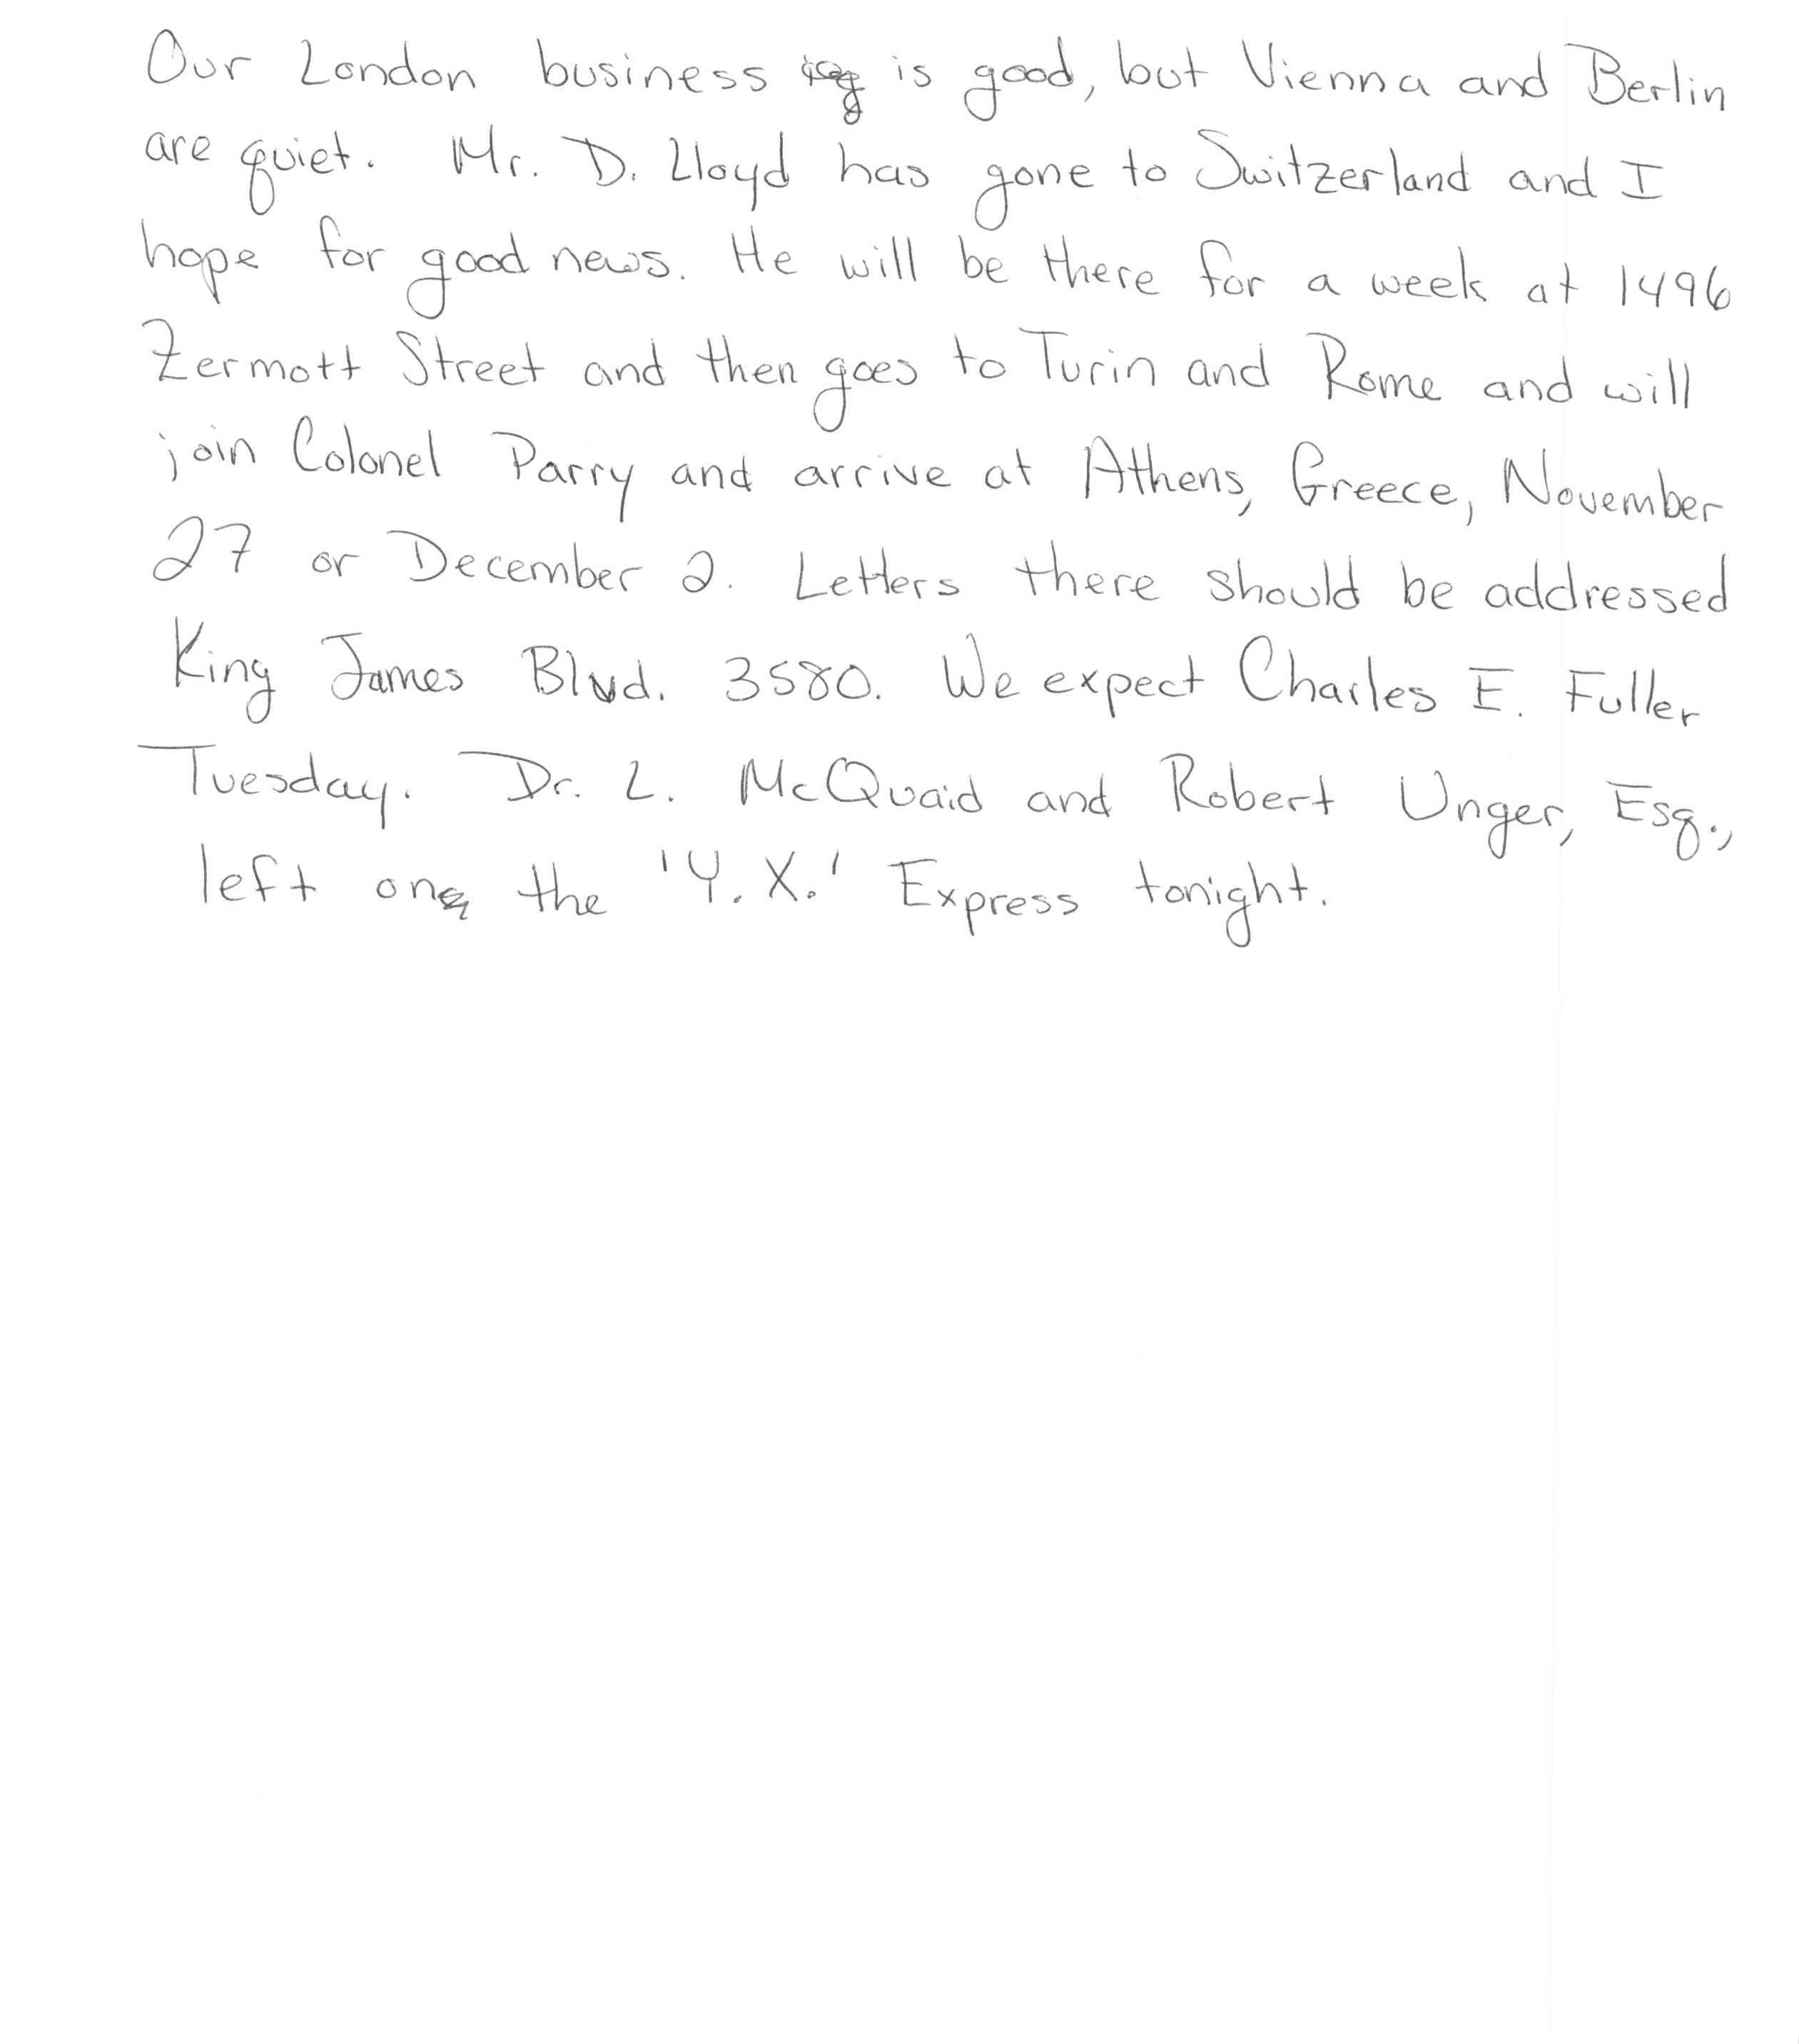 Our London business is good, but Vienna and Berlin
are quiet. Mr. D. Lloyd has gone to Switzerland and I
hope for good news. He will be there for a week at 1496
Zermott Street and then goes to Turin and Rome and will
join Colonel Parry and arrive at Athens, Greece, November
27 or December 2. Letters there should be addressed
King James Blvd. 3580. We expect Charles E. Fuller
Tuesday. Dr. L. McQuaid and Robert Unger, Esq.,
left on the 'Y. X.' Express tonight.